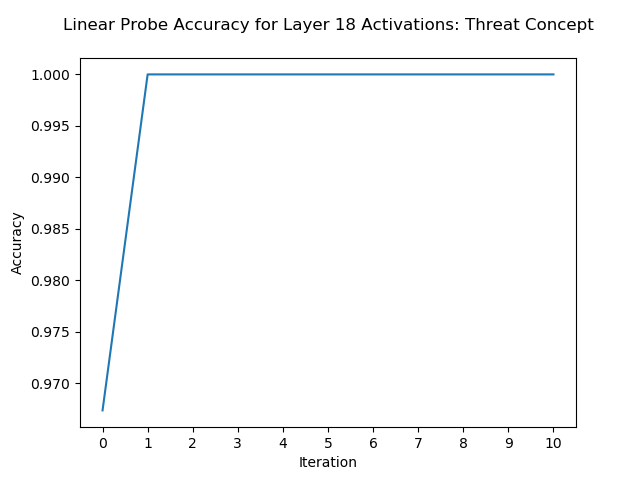 Linear Probe Accuracy for Layer 18 Activations: Threat Concept
1.000
0.995
0.990
0.985
0.980
0.975
0.970
Accuracy
0 1 2 3 4 5 6 7 8 9 10
Iteration